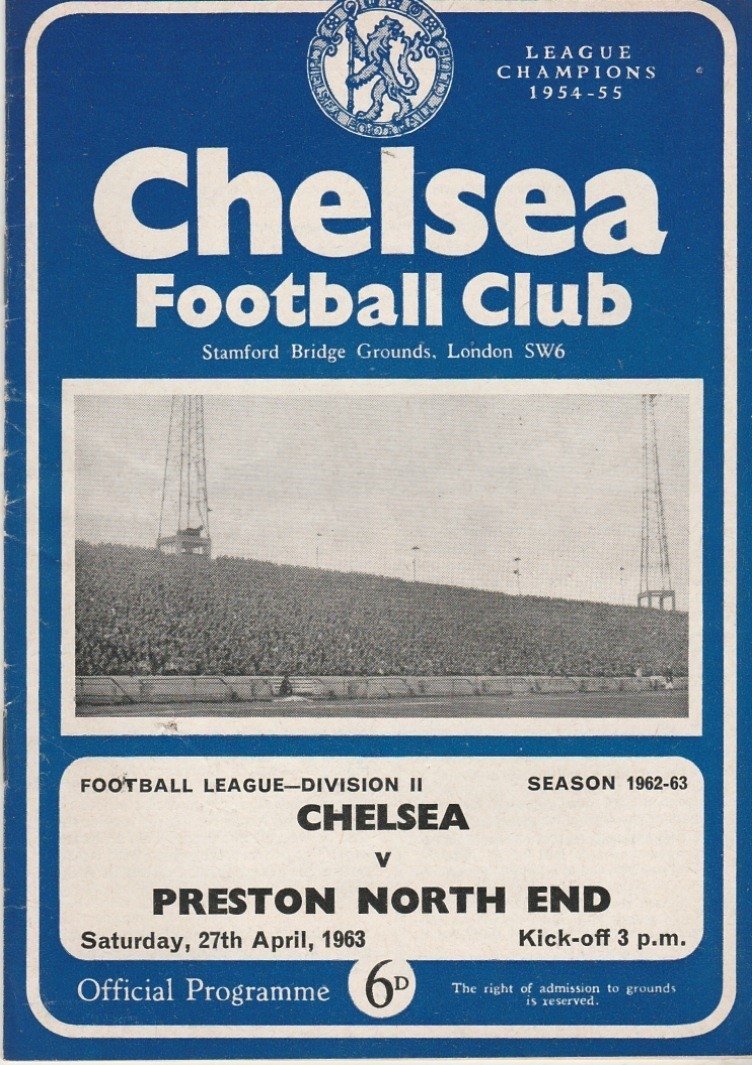 LEAGUE
CHAMPIONS
1954-55
Chelsea
Football Club
Stamford Bridge Grounds, London SW6
FOOTBALL LEAGUE—DIVISION II
SEASON 1962-63
CHELSEA
v
PRESTON NORTH END
Saturday, 27th April, 1963
Kick-off 3 p.m.
Official Programme
6D
The right of admission to grounds
is reserved.